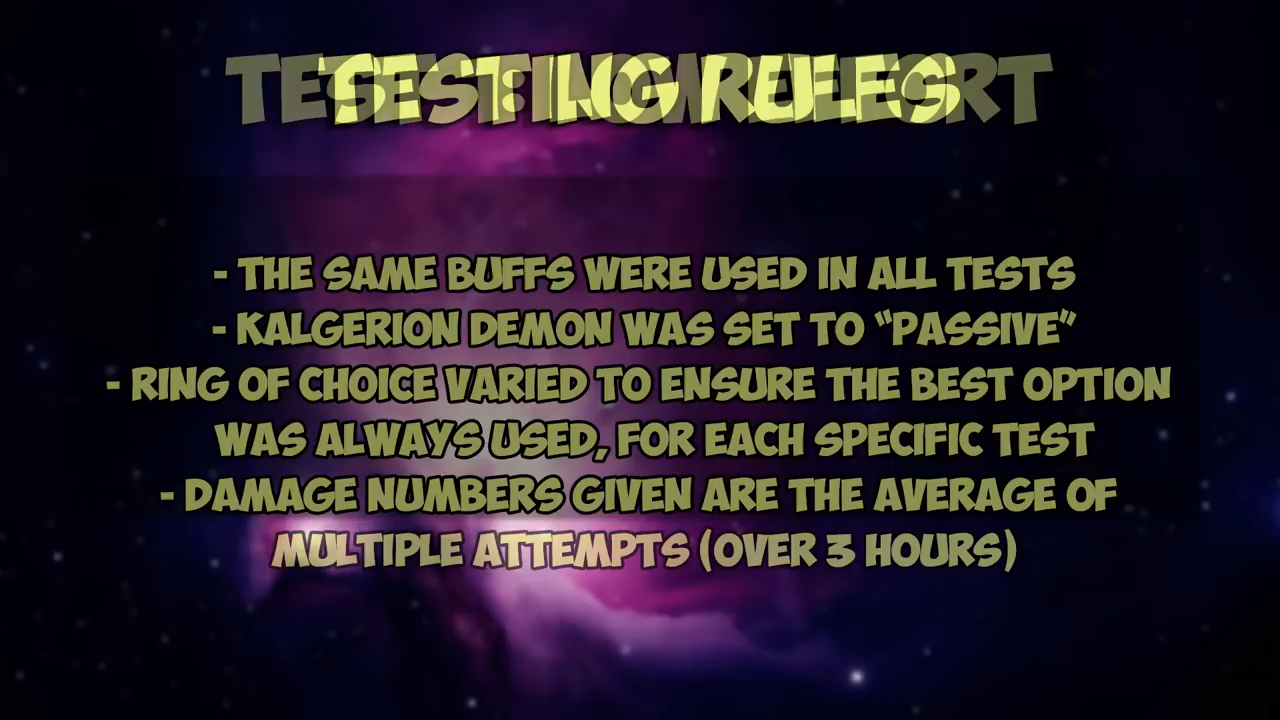 TESTING RULES
- THE SAME BUFFS WERE USED IN ALL TESTS
- KALGERION DEMON WAS SET TO "PASSIVE"
- RING OF CHOICE VARIED TO ENSURE THE BEST OPTION
WAS ALWAYS USED, FOR EACH SPECIFIC TEST
- DAMAGE NUMBERS GIVEN ARE THE AVERAGE OF
MULTIPLE ATTEMPTS (OVER 3 HOURS)